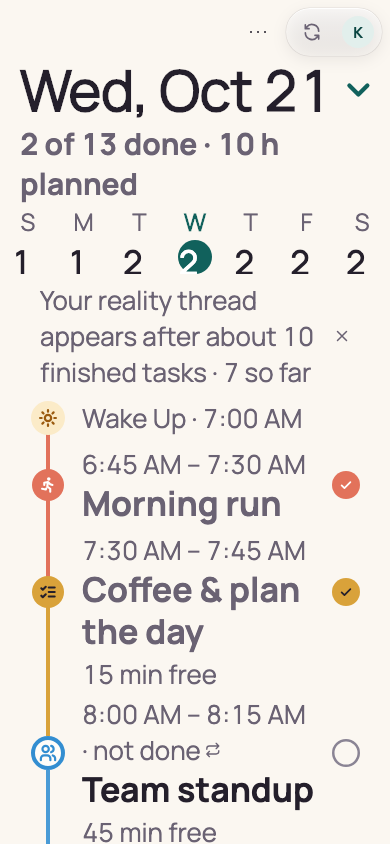 ...
K
Wed, Oct 21
2 of 13 done · 10 h
planned
S M T W T F S
1 1 2 2 2 2 2
Your reality thread
appears after about 10
finished tasks · 7 so far
×
Wake Up · 7:00 AM
6:45 AM – 7:30 AM
Morning run
7:30 AM – 7:45 AM
Coffee & plan
the day
15 min free
8:00 AM – 8:15 AM
· not done
Team standup
45 min free